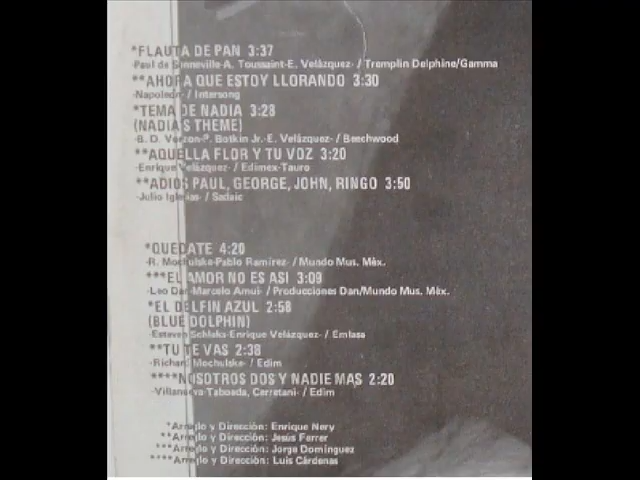 *FLAUTA DE PAN 3:37
-Paul de Senneville-A. Toussaint-E. Velázquez- / Tremplin Delphine/Gamma
**AHORA QUE ESTOY LLORANDO 3:30
-Napoleón- / Intersong
*TEMA DE NADIA 3:28
(NADIA'S THEME)
-B. D. Verzon-P. Botkin Jr.-E. Velázquez- / Beechwood
**AQUELLA FLOR Y TU VOZ 3:20
-Enrique Velázquez- / Edimex-Tauro
**ADIOS PAUL, GEORGE, JOHN, RINGO 3:50
-Julio Iglesias- / Sadaic
*QUEDATE 4:20
-R. Mochulske-Pablo Ramírez- / Mundo Mus. Méx.
***EL AMOR NO ES ASI 3:09
-Leo Dan-Marcelo Amui- / Producciones Dan/Mundo Mus. Méx.
*EL DELFIN AZUL 2:58
(BLUE DOLPHIN)
-Esteven Schlaks-Enrique Velázquez- / Emlasa
**TU TE VAS 2:38
-Richard Mochulske- / Edim
****NOSOTROS DOS Y NADIE MAS 2:20
-Villanueva-Taboada, Carretani- / Edim
*Arreglo y Dirección: Enrique Nery
**Arreglo y Dirección: Jesús Ferrer
***Arreglo y Dirección: Jorge Domínguez
****Arreglo y Dirección: Luis Cárdenas